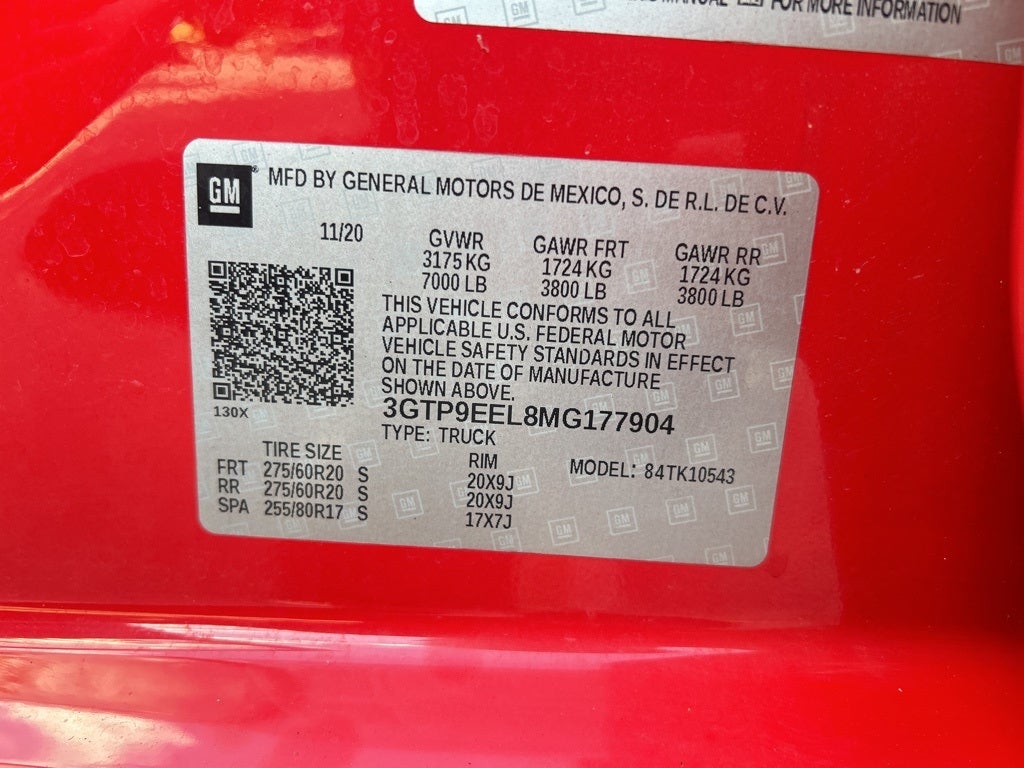 MANUAL FOR MORE INFORMATION
GM ® MFD BY GENERAL MOTORS DE MEXICO, S. DE R.L. DE C.V.
11/20
GVWR GAWR FRT GAWR RR
3175 KG 1724 KG 1724 KG
7000 LB 3800 LB 3800 LB
THIS VEHICLE CONFORMS TO ALL
APPLICABLE U.S. FEDERAL MOTOR
VEHICLE SAFETY STANDARDS IN EFFECT
ON THE DATE OF MANUFACTURE
SHOWN ABOVE.
130X
3GTP9EEL8MG177904
TYPE: TRUCK
TIRE SIZE RIM MODEL: 84TK10543
FRT 275/60R20 S 20X9J
RR 275/60R20 S 20X9J
SPA 255/80R17 S 17X7J